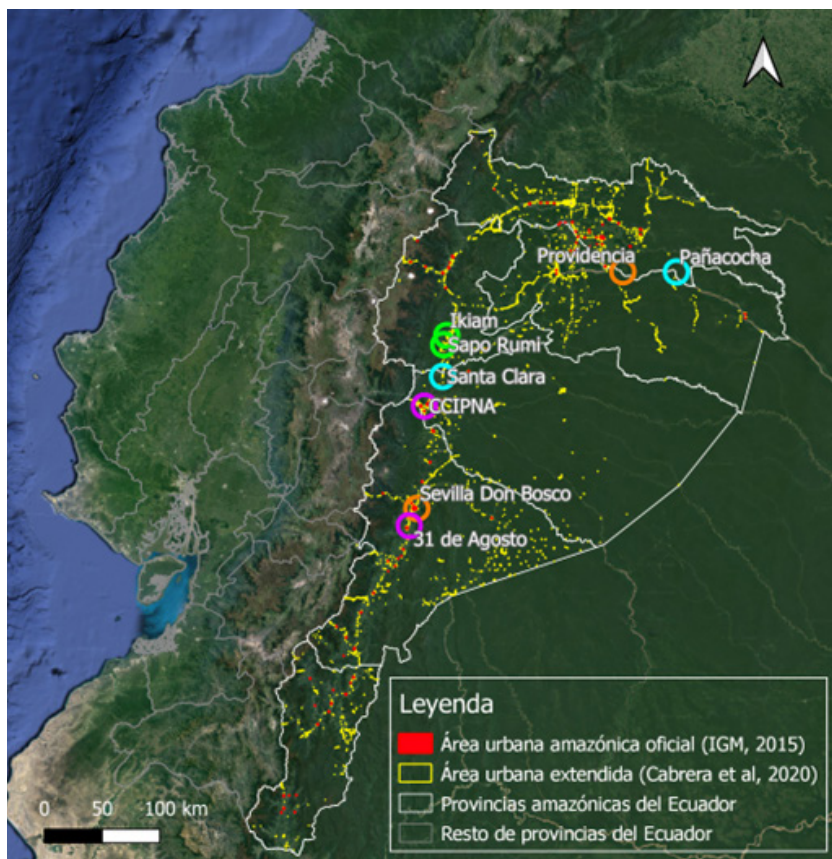 Providencia
Pañacocha
Ikiam
Sapo Rumi
Santa Clara
CCIPNA
Sevilla Don Bosco
31 de Agosto
Leyenda
Área urbana amazónica oficial (IGM, 2015)
Área urbana extendida (Cabrera et al, 2020)
Provincias amazónicas del Ecuador
Resto de provincias del Ecuador
0 50 100 km